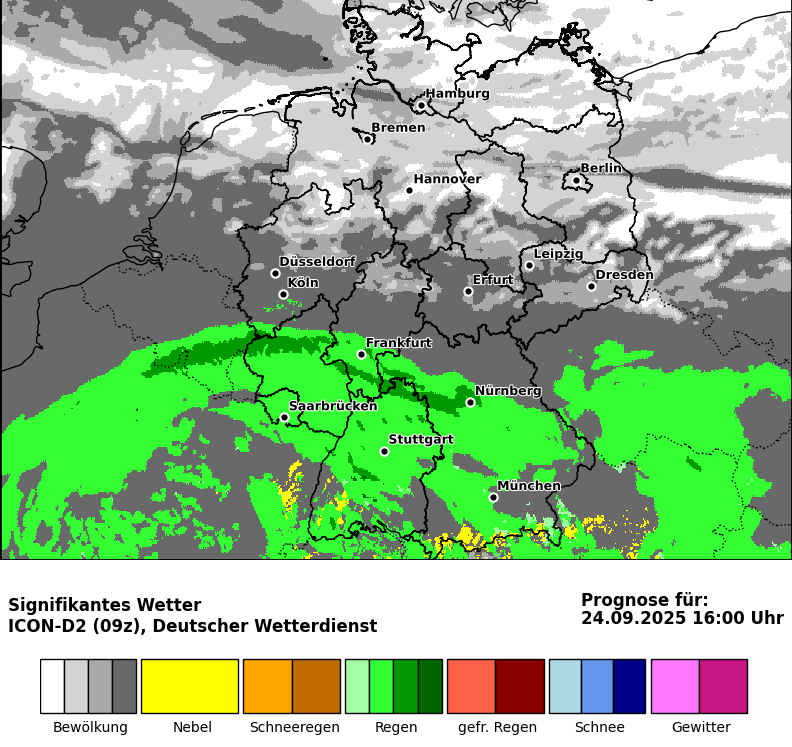 Hamburg
Bremen
Berlin
Hannover
Leipzig
Düsseldorf
Dresden
Köln
Erfurt
Frankfurt
Nürnberg
Saarbrücken
Stuttgart
München
Signifikantes Wetter
ICON-D2 (09z), Deutscher Wetterdienst
Prognose für:
24.09.2025 16:00 Uhr
Bewölkung Nebel Schneeregen Regen gefr. Regen Schnee Gewitter